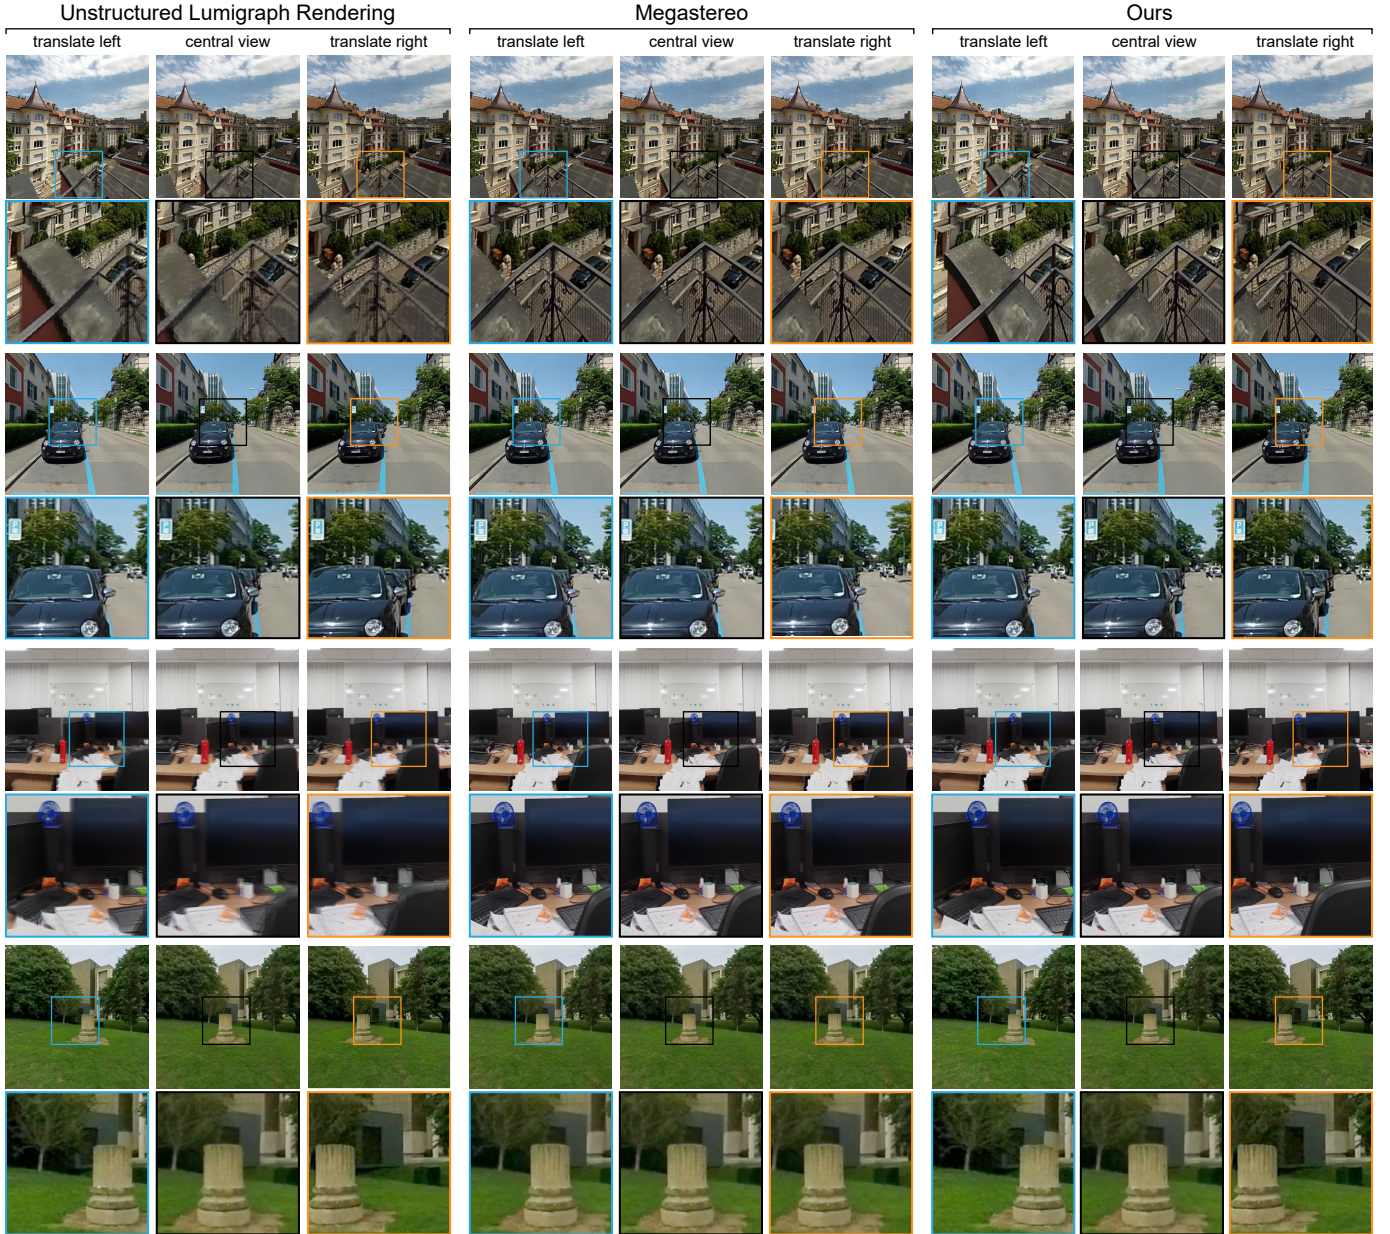 Unstructured Lumigraph Rendering Megastereo Ours
translate left central view translate right translate left central view translate right translate left central view translate right
P
P
P
P